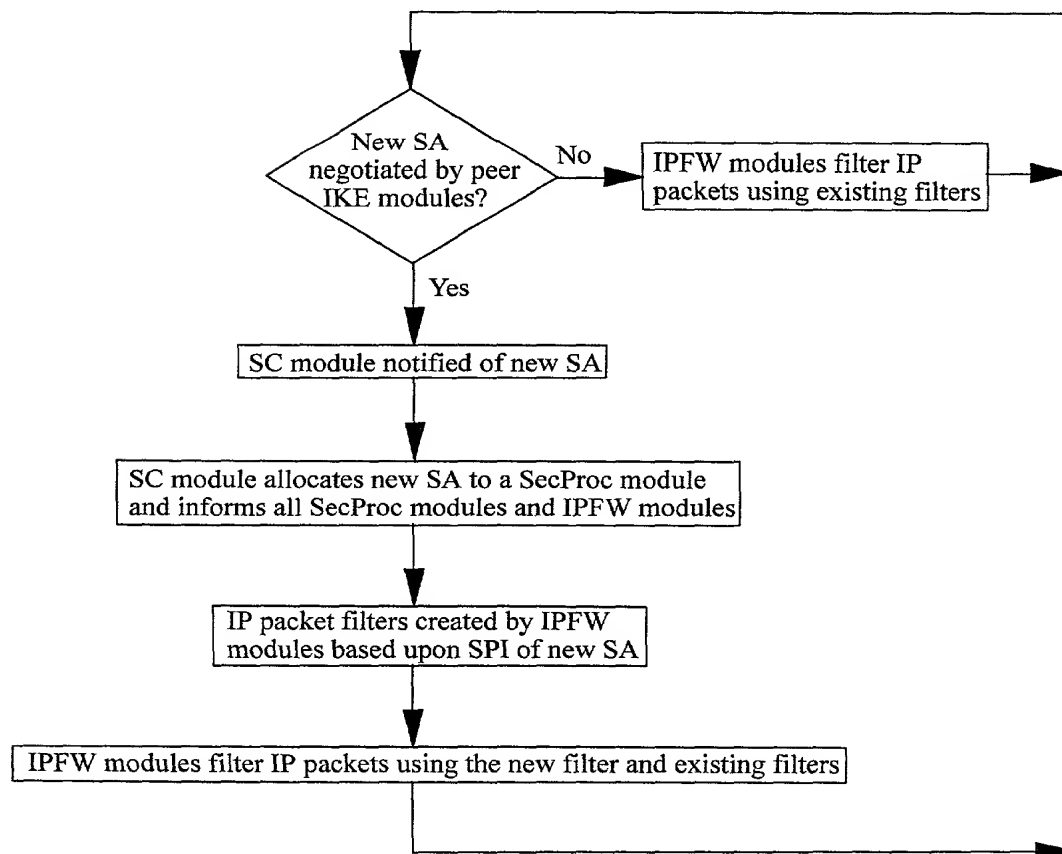 New SA
negotiated by peer
IKE modules?
No
IPFW modules filter IP
packets using existing filters
Yes
SC module notified of new SA
SC module allocates new SA to a SecProc module
and informs all SecProc modules and IPFW modules
IP packet filters created by IPFW
modules based upon SPI of new SA
IPFW modules filter IP packets using the new filter and existing filters